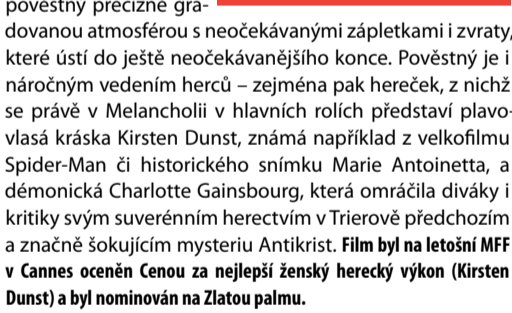 pověstný precizně gra-
dovanou atmosférou s neočekávanými zápletkami i zvraty,
které ústí do ještě neočekávanějšího konce. Pověstný je i
náročným vedením herců – zejména pak hereček, z nichž
se právě v Melancholii v hlavních rolích představí plavo-
vlasá kráska Kirsten Dunst, známá například z velkofilmu
Spider-Man či historického snímku Marie Antoinetta, a
démonická Charlotte Gainsbourg, která omráčila diváky i
kritiky svým suverénním herectvím v Trierově předchozím
a značně šokujícím mysteriu Antikrist. Film byl na letošní MFF
v Cannes oceněn Cenou za nejlepší ženský herecký výkon (Kirsten
Dunst) a byl nominován na Zlatou palmu.